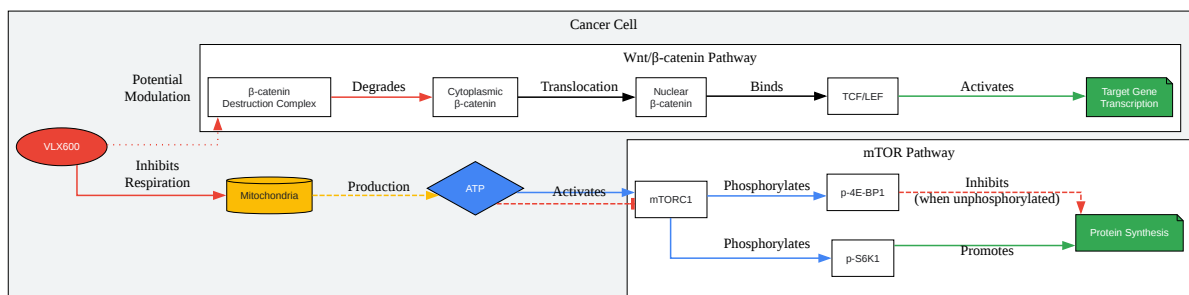 Cancer Cell
Wnt/β-catenin Pathway
Potential
Modulation
β-catenin
Destruction Complex
Degrades
Cytoplasmic
β-catenin
Translocation
Nuclear
β-catenin
Binds
TCF/LEF
Activates
Target Gene
Transcription
VLX600
Inhibits
Respiration
Mitochondria
Production
ATP
Activates
mTOR Pathway
mTORC1
Phosphorylates
p-4E-BP1
Inhibits
(when unphosphorylated)
Protein Synthesis
Phosphorylates
p-S6K1
Promotes